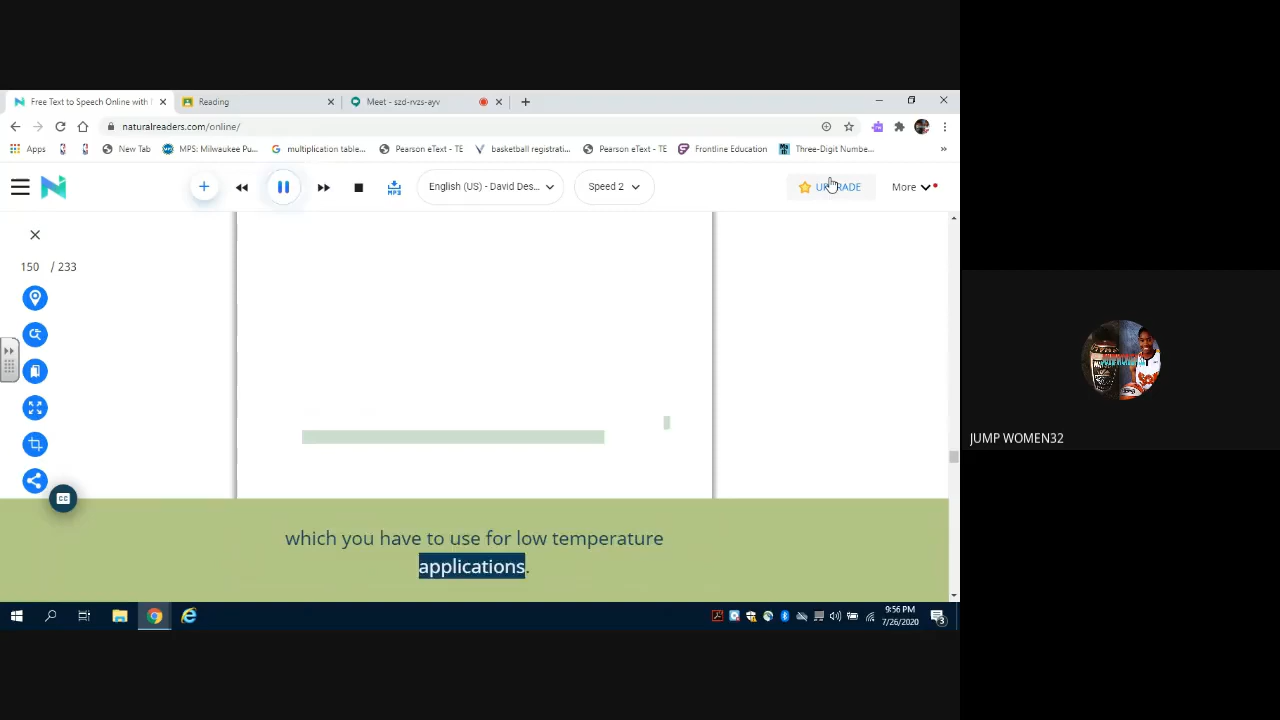 Free Text to Speech Online with
Reading
Meet - szd-rvzs-ayv
naturalreaders.com/online/
Apps
New Tab
MPS: Milwaukee Pu...
multiplication table...
Pearson eText - TE
basketball registrati...
Pearson eText - TE
Frontline Education
Three-Digit Numbe...
»
MP3
English (US) - David Des...
Speed 2
UPGRADE
More
150 / 233
CC
which you have to use for low temperature
applications.
JUMP WOMEN32
9:56 PM
7/26/2020
3